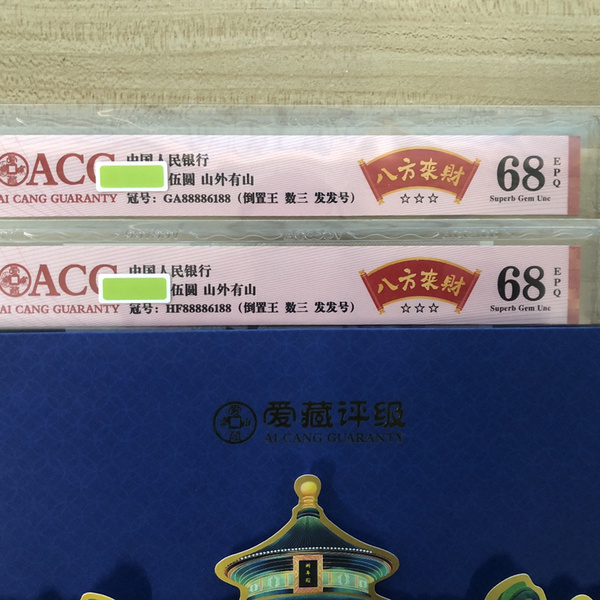 ACG
中国人民银行
AI CANG GUARANTY
伍圆 山外有山
冠号：GA88886188（倒置王 数三 发发号）
八方來财
☆☆☆
68
EPQ
Superb Gem Unc
ACG
中国人民银行
AI CANG GUARANTY
伍圆 山外有山
冠号：HF88886188（倒置王 数三 发发号）
八方來财
☆☆☆
68
EPQ
Superb Gem Unc
爱藏评级
AI CANG GUARANTY